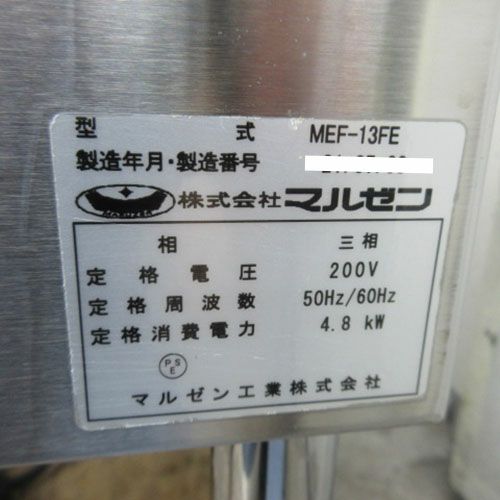 型式 MEF-13FE
製造年月・製造番号
MARUZEN 株式会社 マルゼン
相 三相
定格電圧 200V
定格周波数 50Hz/60Hz
定格消費電力 4.8 kW
PSE
マルゼン工業株式会社